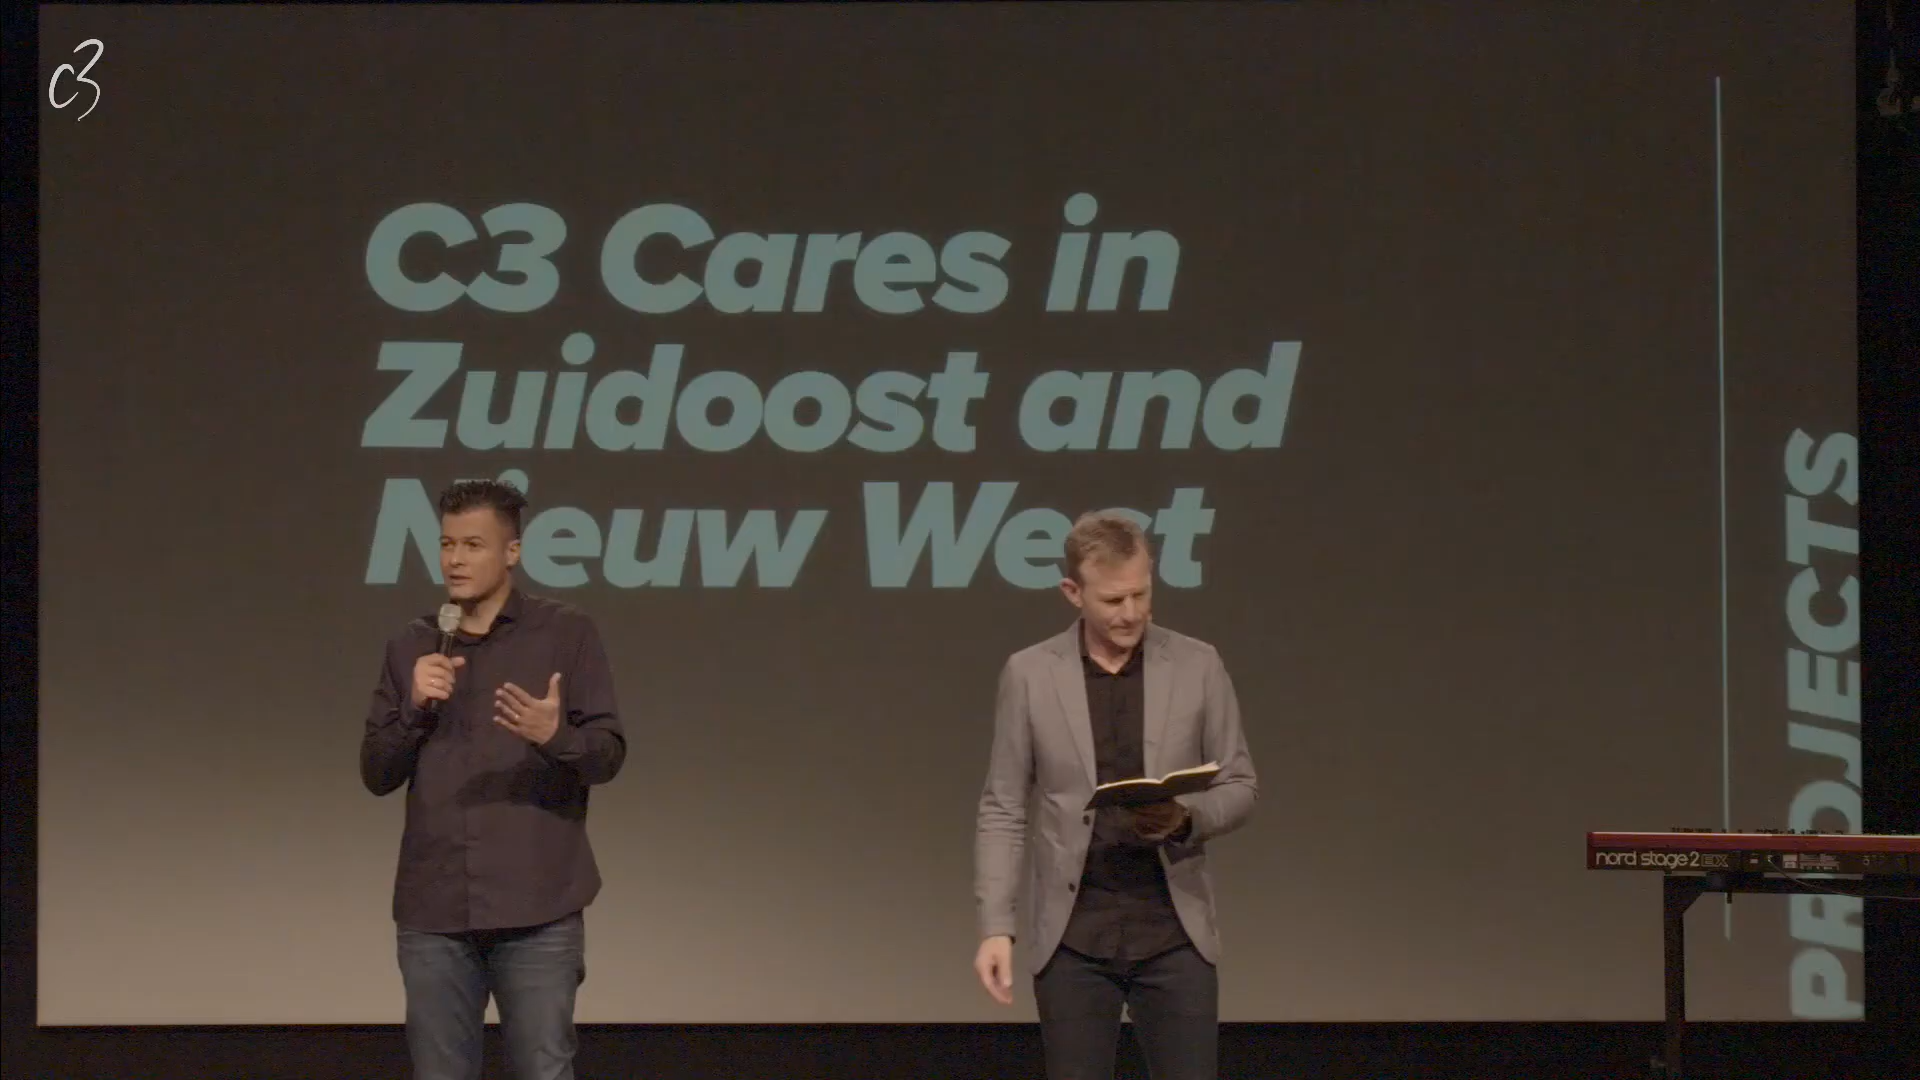 c3
C3 Cares in
Zuidoost and
Nieuw West
PROJECTS
nord stage 2 EX